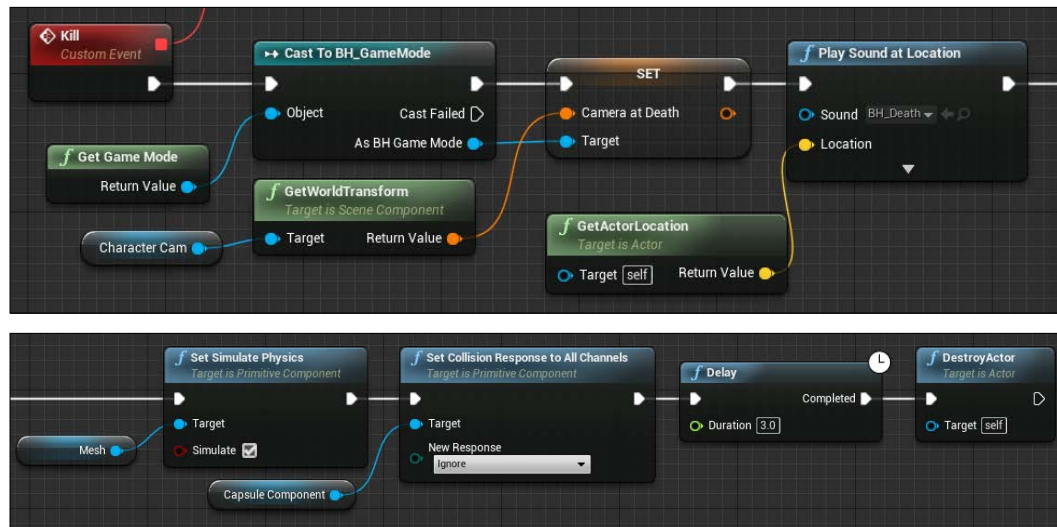 Kill
Custom Event
Cast To BH_GameMode
Object
Cast Failed
As BH Game Mode
Get Game Mode
Return Value
GetWorldTransform
Target is Scene Component
Target
Return Value
Character Cam
SET
Camera at Death
Target
f Play Sound at Location
Sound BH_Death
Location
f GetActorLocation
Target is Actor
Target self
Return Value
f Set Simulate Physics
Target is Primitive Component
Target
Simulate
Mesh
f Set Collision Response to All Channels
Target is Primitive Component
Target
New Response
Ignore
Capsule Component
f Delay
Completed
Duration 3.0
f DestroyActor
Target is Actor
Target self